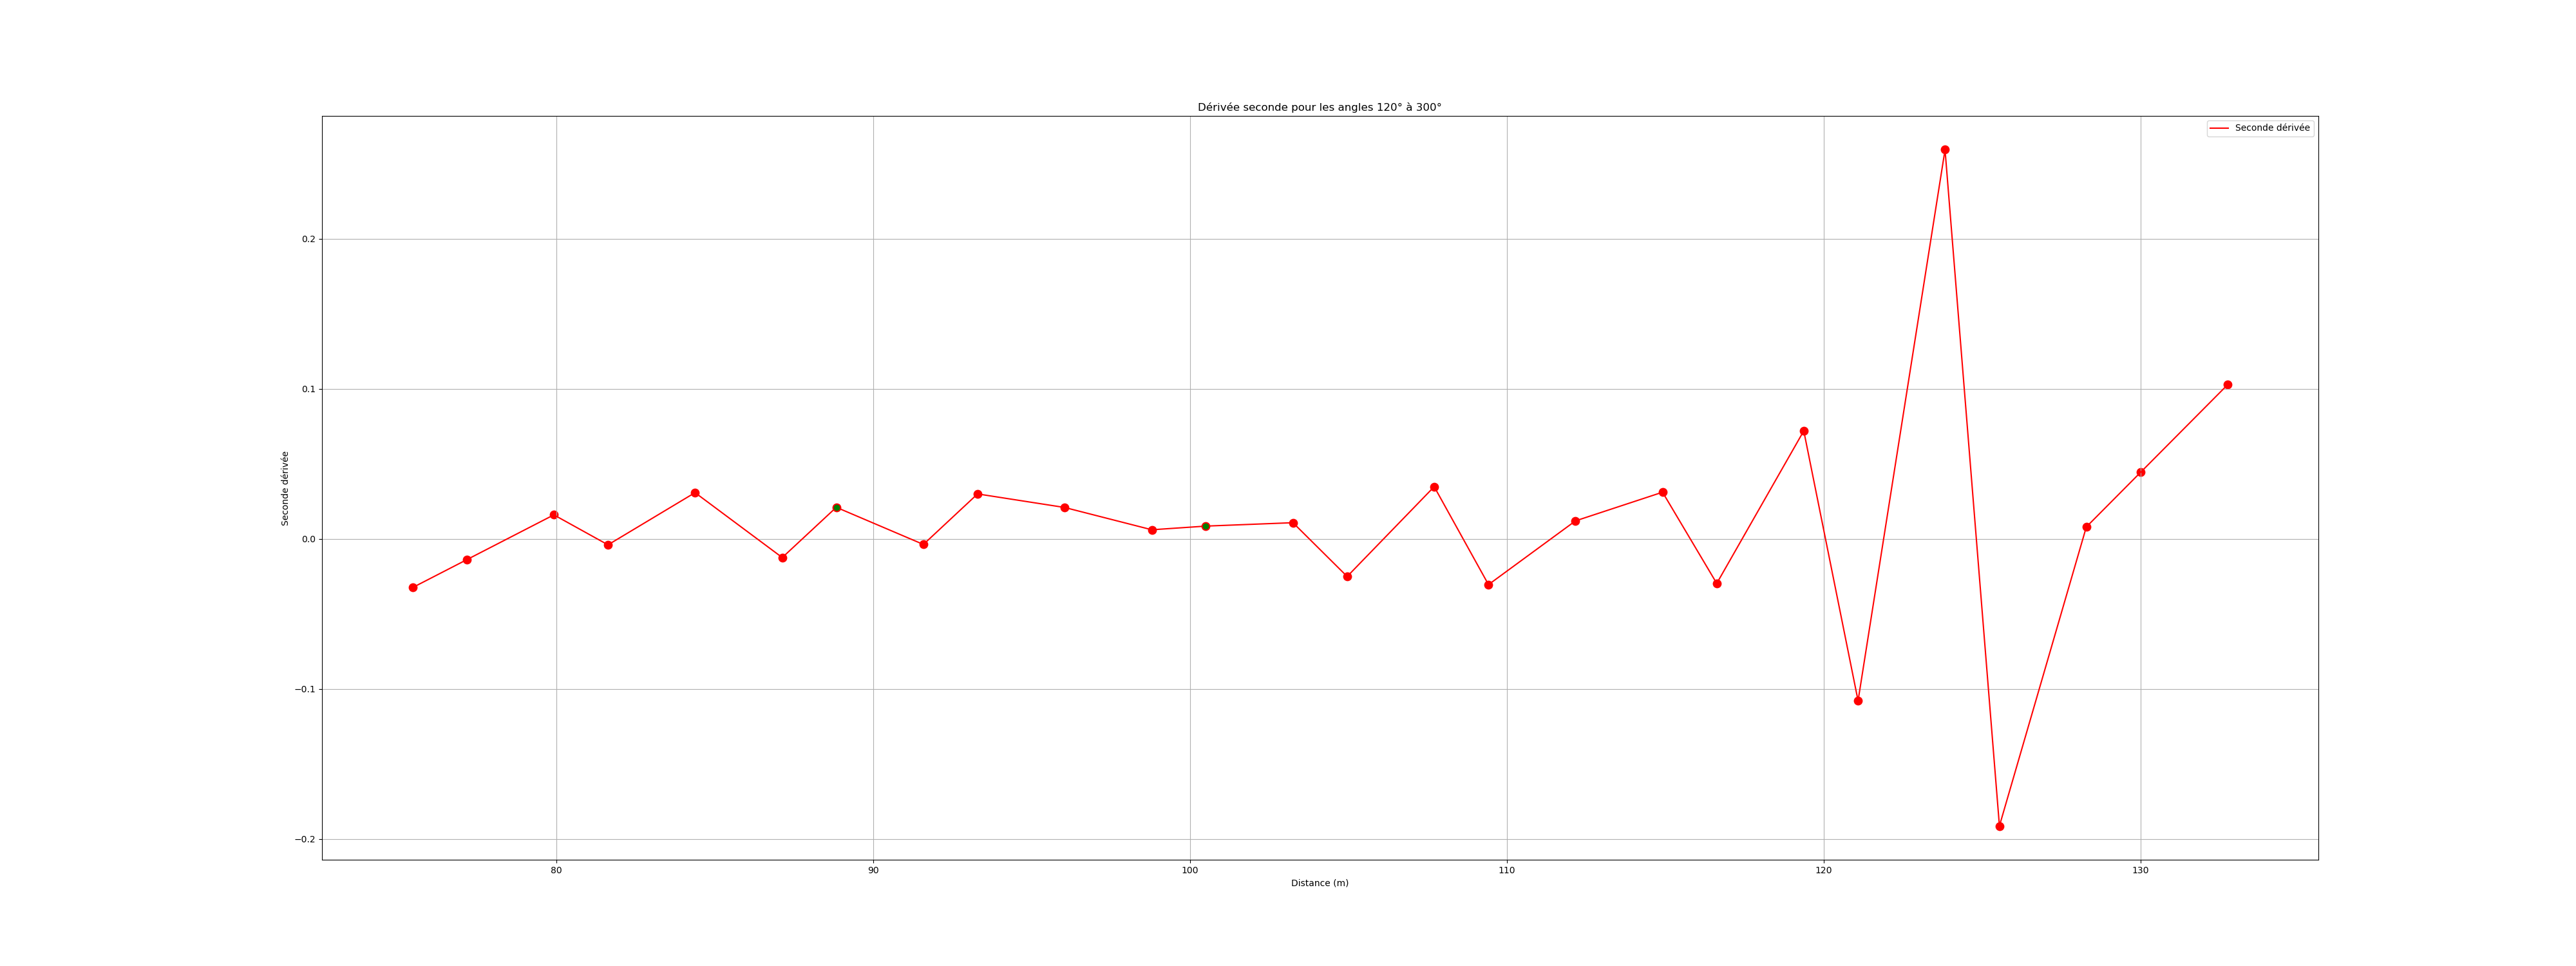 Dérivée seconde pour les angles 120° à 300°
Seconde dérivée
0.2
0.1
0.0
−0.1
−0.2
Seconde dérivée
80
90
100
110
120
130
Distance (m)